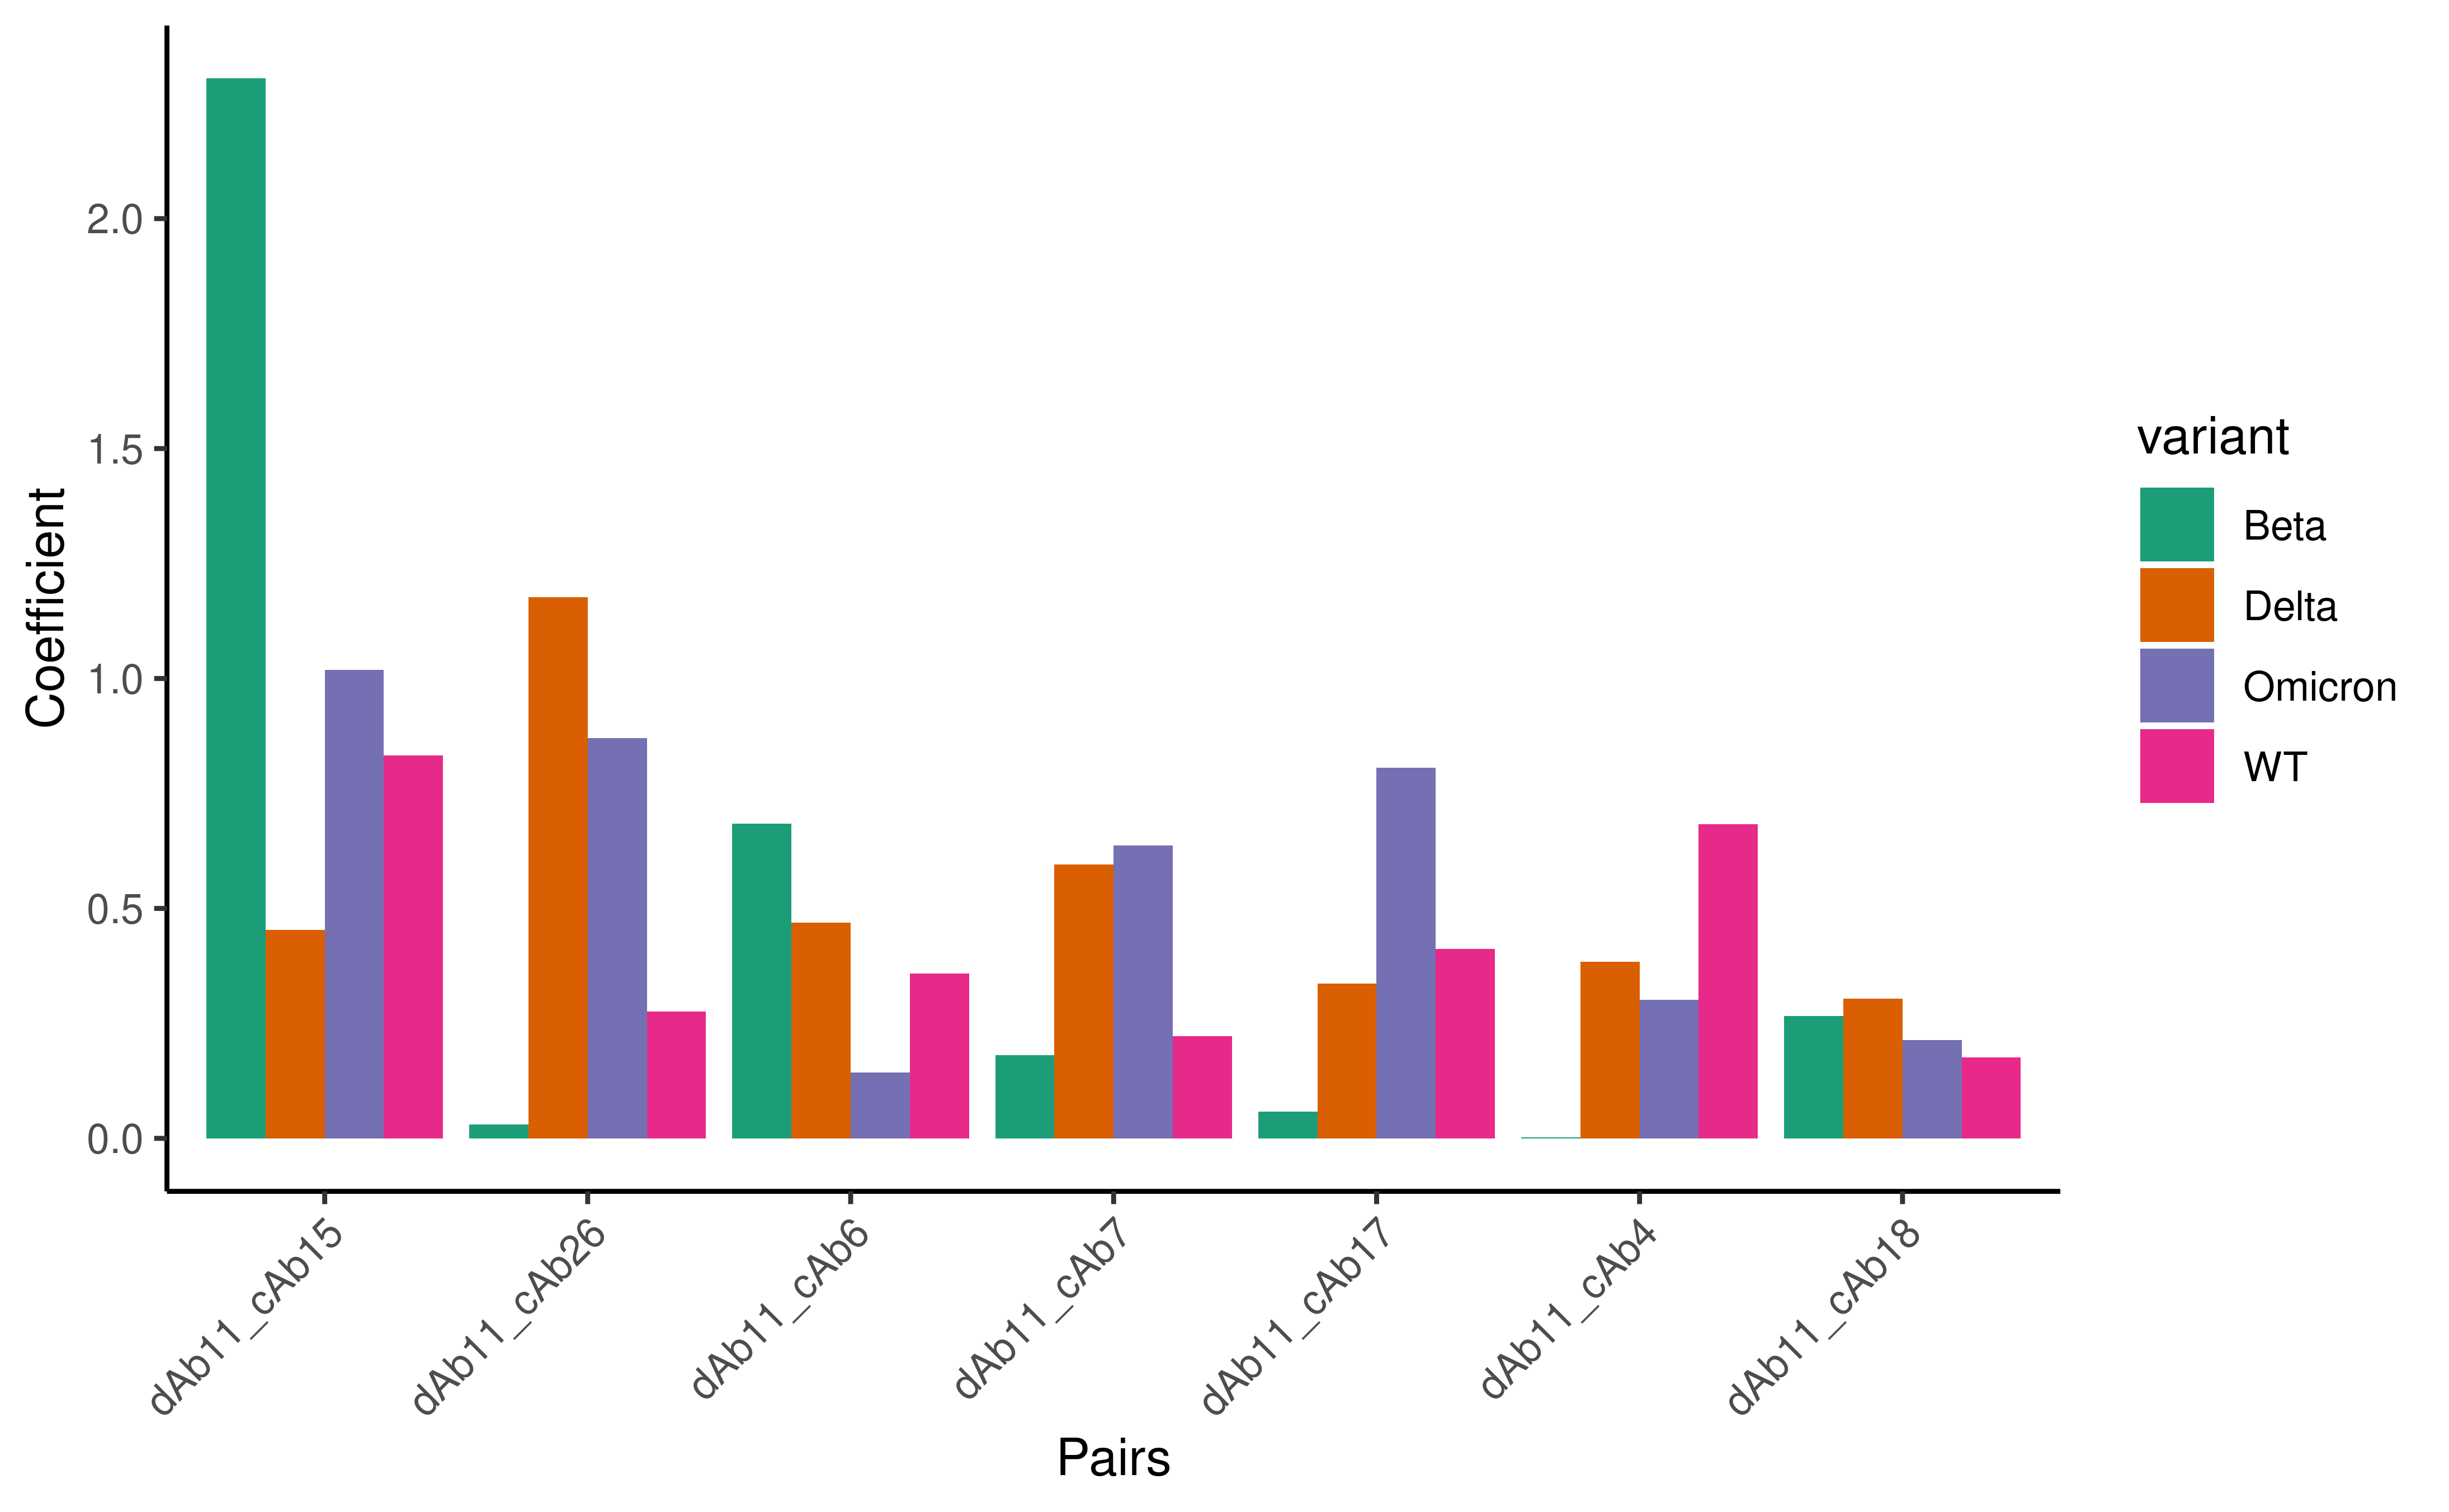 Coefficient
2.0
1.5
1.0
0.5
0.0
dAb11_cAb15
dAb11_cAb26
dAb11_cAb6
dAb11_cAb7
dAb11_cAb17
dAb11_cAb4
dAb11_cAb18
Pairs
variant
Beta
Delta
Omicron
WT